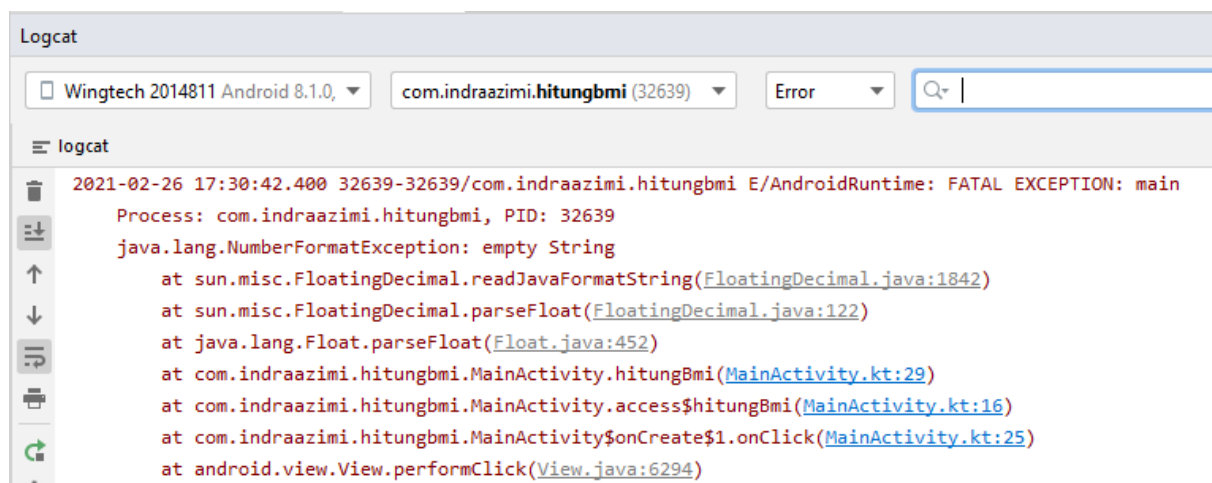 Logcat
Wingtech 2014811 Android 8.1.0, com.indraazimi.hitungbmi (32639) Error
logcat
2021-02-26 17:30:42.400 32639-32639/com.indraazimi.hitungbmi E/AndroidRuntime: FATAL EXCEPTION: main
Process: com.indraazimi.hitungbmi, PID: 32639
java.lang.NumberFormatException: empty String
at sun.misc.FloatingDecimal.readJavaFormatString(FloatingDecimal.java:1842)
at sun.misc.FloatingDecimal.parseFloat(FloatingDecimal.java:122)
at java.lang.Float.parseFloat(Float.java:452)
at com.indraazimi.hitungbmi.MainActivity.hitungBmi(MainActivity.kt:29)
at com.indraazimi.hitungbmi.MainActivity.access$hitungBmi(MainActivity.kt:16)
at com.indraazimi.hitungbmi.MainActivity$onCreate$1.onClick(MainActivity.kt:25)
at android.view.View.performClick(View.java:6294)